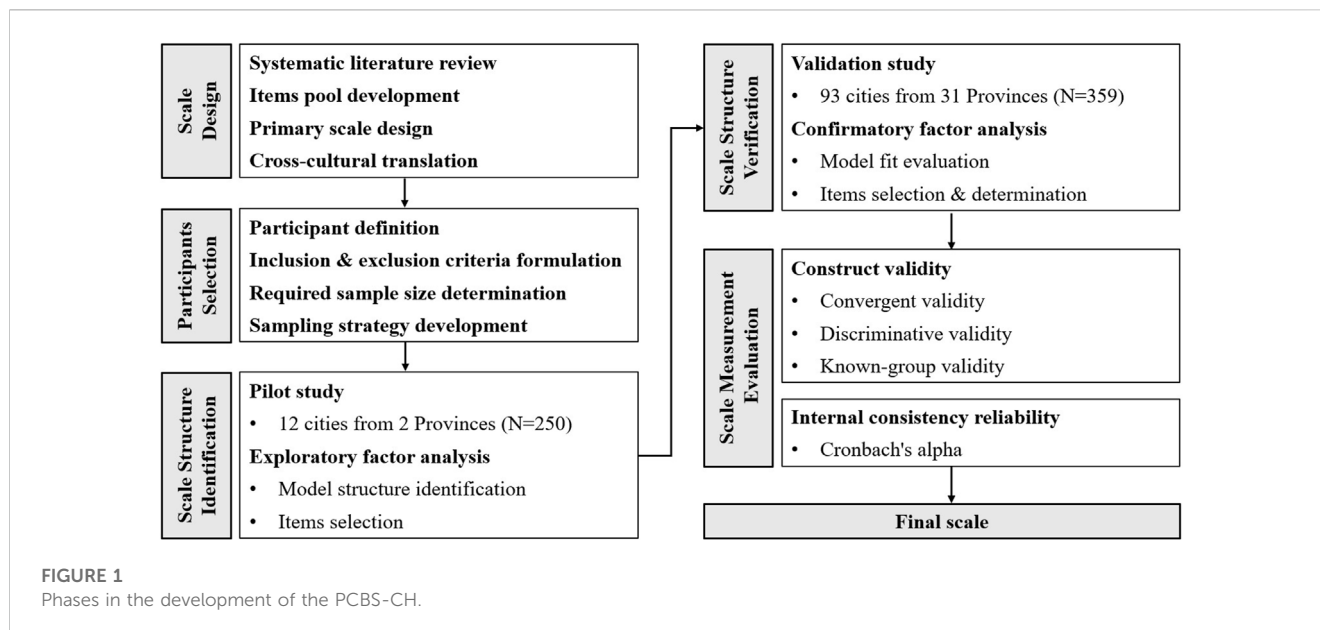 Scale
Design
Systematic literature review
Items pool development
Primary scale design
Cross-cultural translation
Participants
Selection
Participant definition
Inclusion & exclusion criteria formulation
Required sample size determination
Sampling strategy development
Scale Structure
Identification
Pilot study
• 12 cities from 2 Provinces (N=250)
Exploratory factor analysis
• Model structure identification
• Items selection
Scale Structure
Verification
Validation study
• 93 cities from 31 Provinces (N=359)
Confirmatory factor analysis
• Model fit evaluation
• Items selection & determination
Scale Measurement
Evaluation
Construct validity
• Convergent validity
• Discriminative validity
• Known-group validity
Internal consistency reliability
• Cronbach's alpha
Final scale
FIGURE 1
Phases in the development of the PCBS-CH.